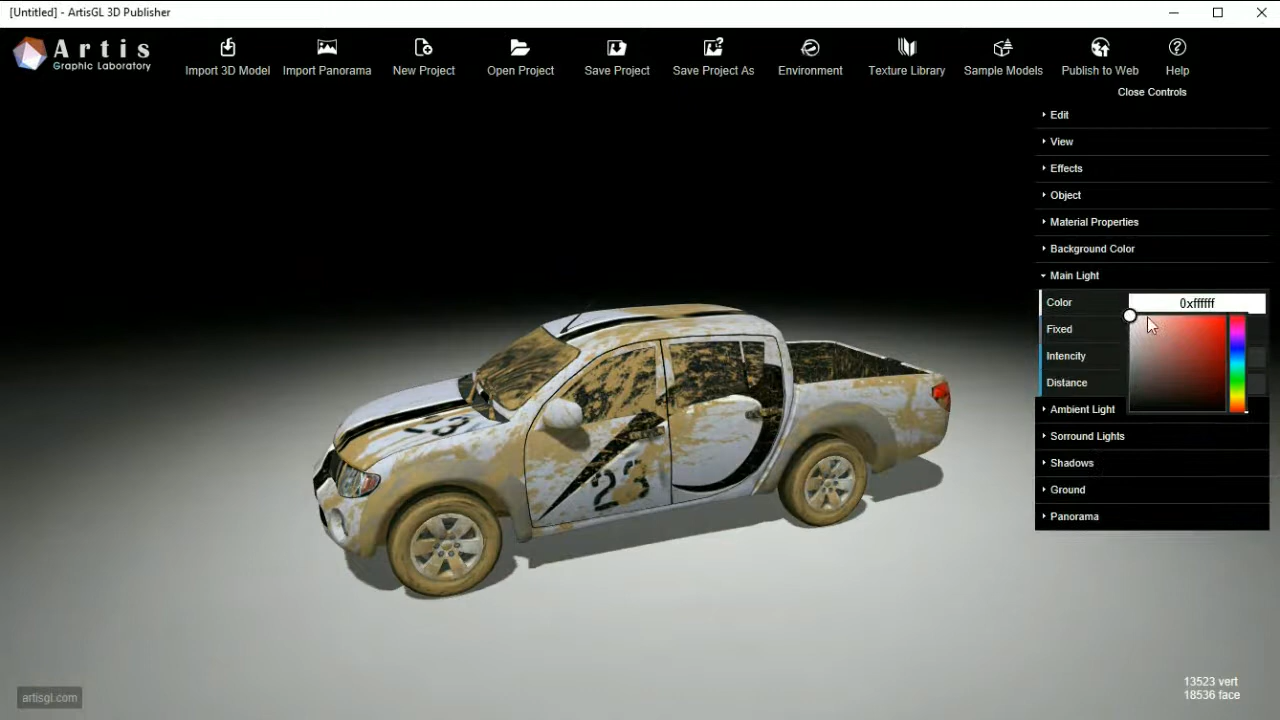 [Untitled] - ArtisGL 3D Publisher
Artis
Graphic Laboratory
Import 3D Model
Import Panorama
New Project
Open Project
Save Project
Save Project As
Environment
Texture Library
Sample Models
Publish to Web
Help
Close Controls
Edit
View
Effects
Object
Material Properties
Background Color
Main Light
Color 0xffffff
Fixed
Intencity
Distance
Ambient Light
Sorround Lights
Shadows
Ground
Panorama
23
23
artisgl.com
13523 vert
18536 face